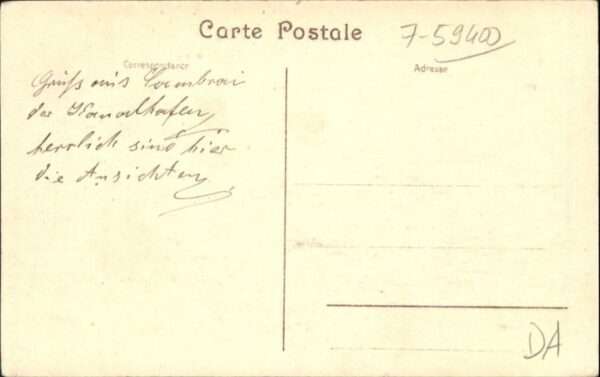 Carte Postale
7-59400
Correspondance
Adresse
Gruß aus Cambrai
der Kanalhafen,
herrlich sind hier
die Ansichten
DA